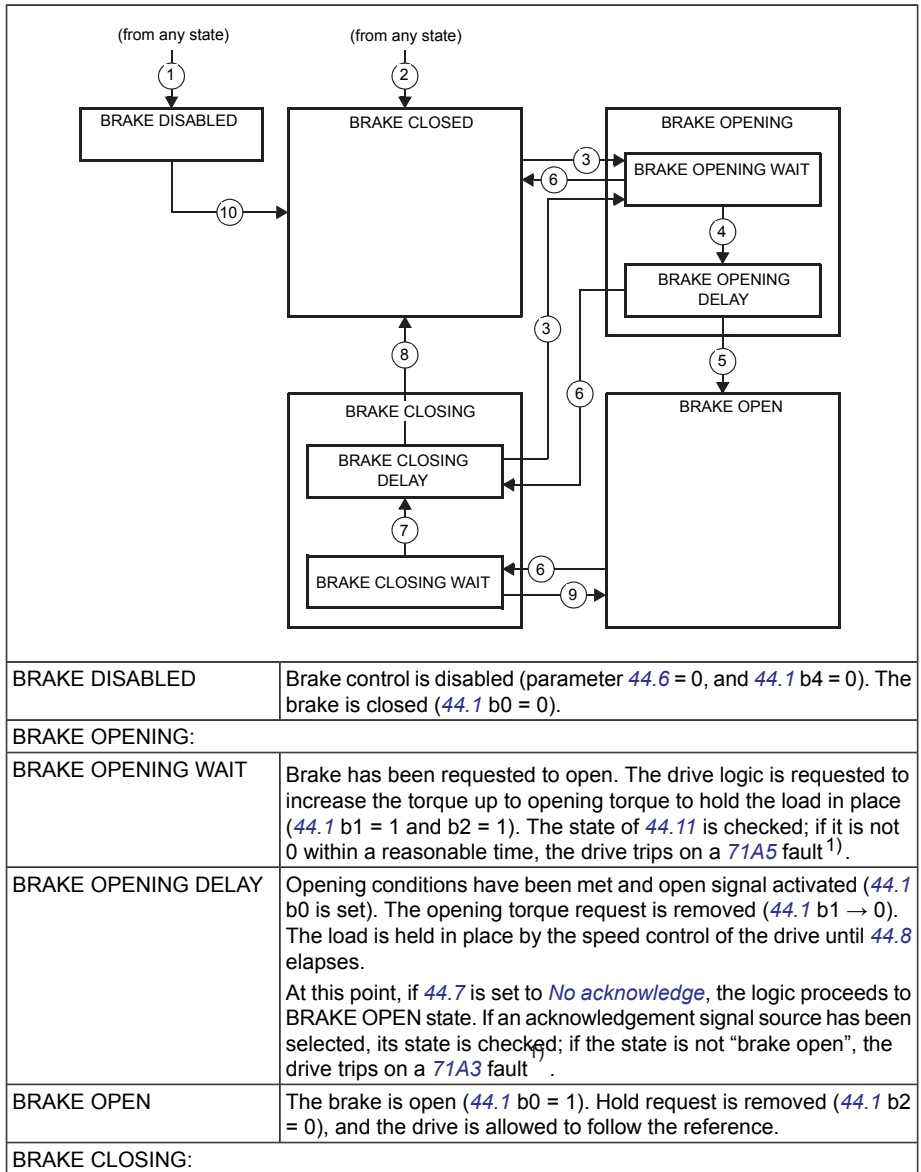 (from any state)
(from any state)
1
2
BRAKE DISABLED
BRAKE CLOSED
BRAKE OPENING
3
BRAKE OPENING WAIT
6
10
4
BRAKE OPENING
DELAY
3
8
5
6
BRAKE CLOSING
BRAKE OPEN
BRAKE CLOSING
DELAY
7
6
BRAKE CLOSING WAIT
9
BRAKE DISABLED
Brake control is disabled (parameter 44.6 = 0, and 44.1 b4 = 0). The
brake is closed (44.1 b0 = 0).
BRAKE OPENING:
BRAKE OPENING WAIT
Brake has been requested to open. The drive logic is requested to
increase the torque up to opening torque to hold the load in place
(44.1 b1 = 1 and b2 = 1). The state of 44.11 is checked; if it is not
0 within a reasonable time, the drive trips on a 71A5 fault 1).
BRAKE OPENING DELAY
Opening conditions have been met and open signal activated (44.1
b0 is set). The opening torque request is removed (44.1 b1 → 0).
The load is held in place by the speed control of the drive until 44.8
elapses.
At this point, if 44.7 is set to No acknowledge, the logic proceeds to
BRAKE OPEN state. If an acknowledgement signal source has been
selected, its state is checked; if the state is not “brake open”, the
drive trips on a 71A3 fault 1).
BRAKE OPEN
The brake is open (44.1 b0 = 1). Hold request is removed (44.1 b2
= 0), and the drive is allowed to follow the reference.
BRAKE CLOSING: